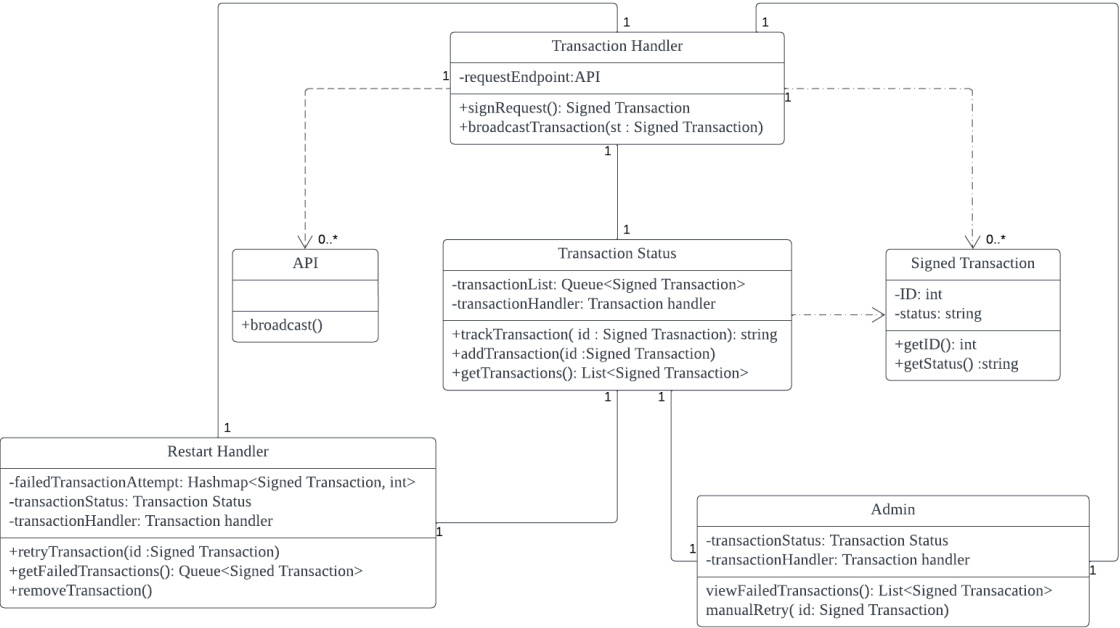 1
1
Transaction Handler
1
-requestEndpoint:API
1
+signRequest(): Signed Transaction
+broadcastTransaction(st : Signed Transaction)
1
1
0..*
0..*
API
+broadcast()
Transaction Status
-transactionList: Queue<Signed Transaction>
-transactionHandler: Transaction handler
+trackTransaction( id : Signed Trasnaction): string
+addTransaction(id :Signed Transaction)
+getTransactions(): List<Signed Transaction>
Signed Transaction
-ID: int
-status: string
+getID(): int
+getStatus() :string
1
1
1
Restart Handler
-failedTransactionAttempt: Hashmap<Signed Transaction, int>
-transactionStatus: Transaction Status
-transactionHandler: Transaction handler
1
+retryTransaction(id :Signed Transaction)
+getFailedTransactions(): Queue<Signed Transaction>
+removeTransaction()
Admin
1
-transactionStatus: Transaction Status
-transactionHandler: Transaction handler
1
viewFailedTransactions(): List<Signed Transacation>
manualRetry( id: Signed Transaction)